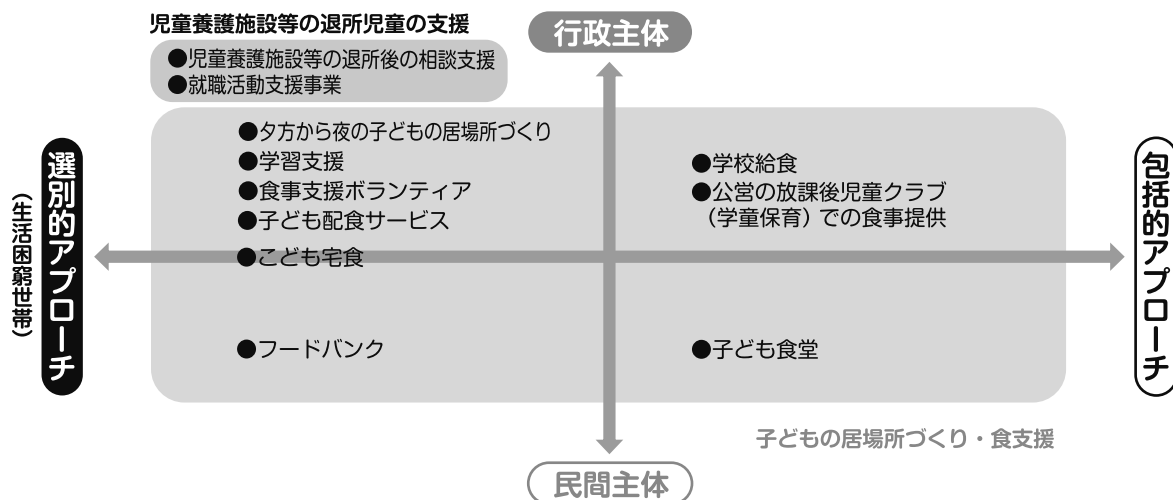 児童養護施設等の退所児童の支援
●児童養護施設等の退所後の相談支援
●就職活動支援事業
行政主体
●夕方から夜の子どもの居場所づくり
●学習支援
●食事支援ボランティア
●子ども配食サービス
●こども宅食
●フードバンク
●学校給食
●公営の放課後児童クラブ
（学童保育）での食事提供
●子ども食堂
選別的アプローチ
（生活困窮世帯）
包括的アプローチ
子どもの居場所づくり・食支援
民間主体